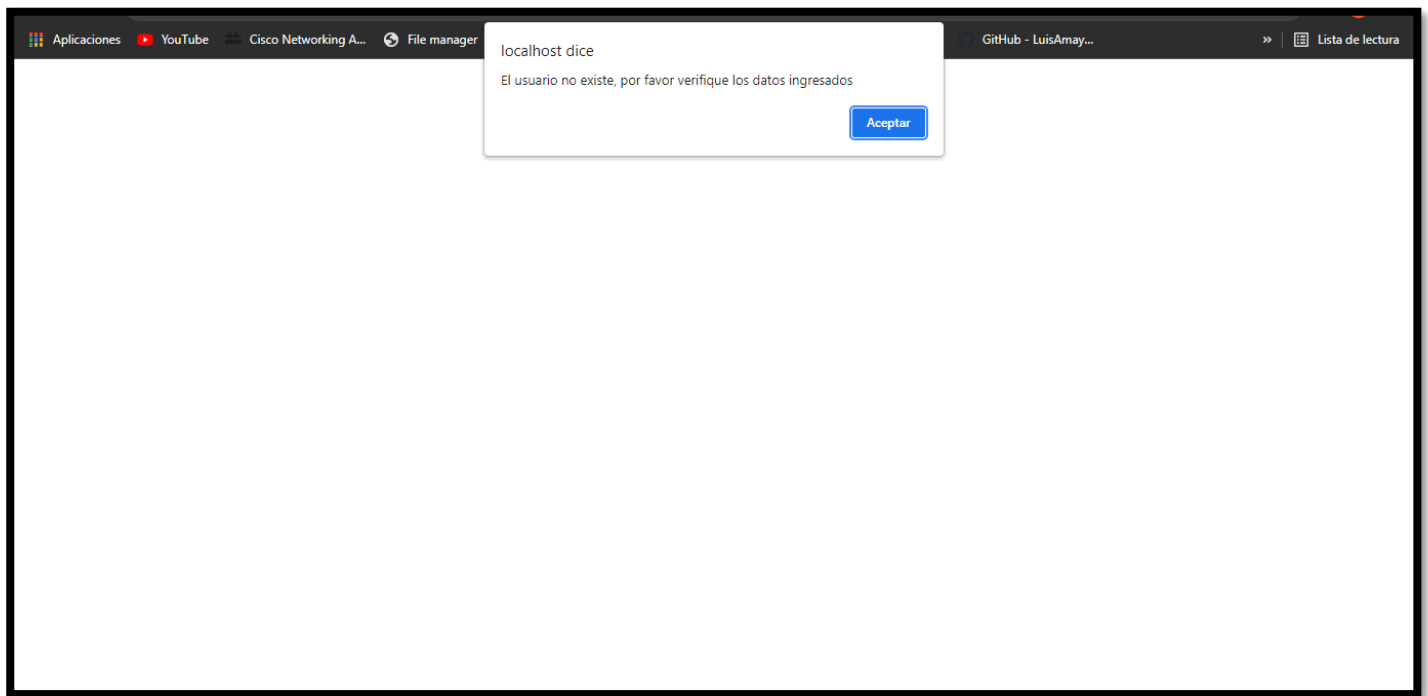 Aplicaciones YouTube Cisco Networking A... File manager GitHub - LuisAmay... » Lista de lectura
localhost dice
El usuario no existe, por favor verifique los datos ingresados
Aceptar